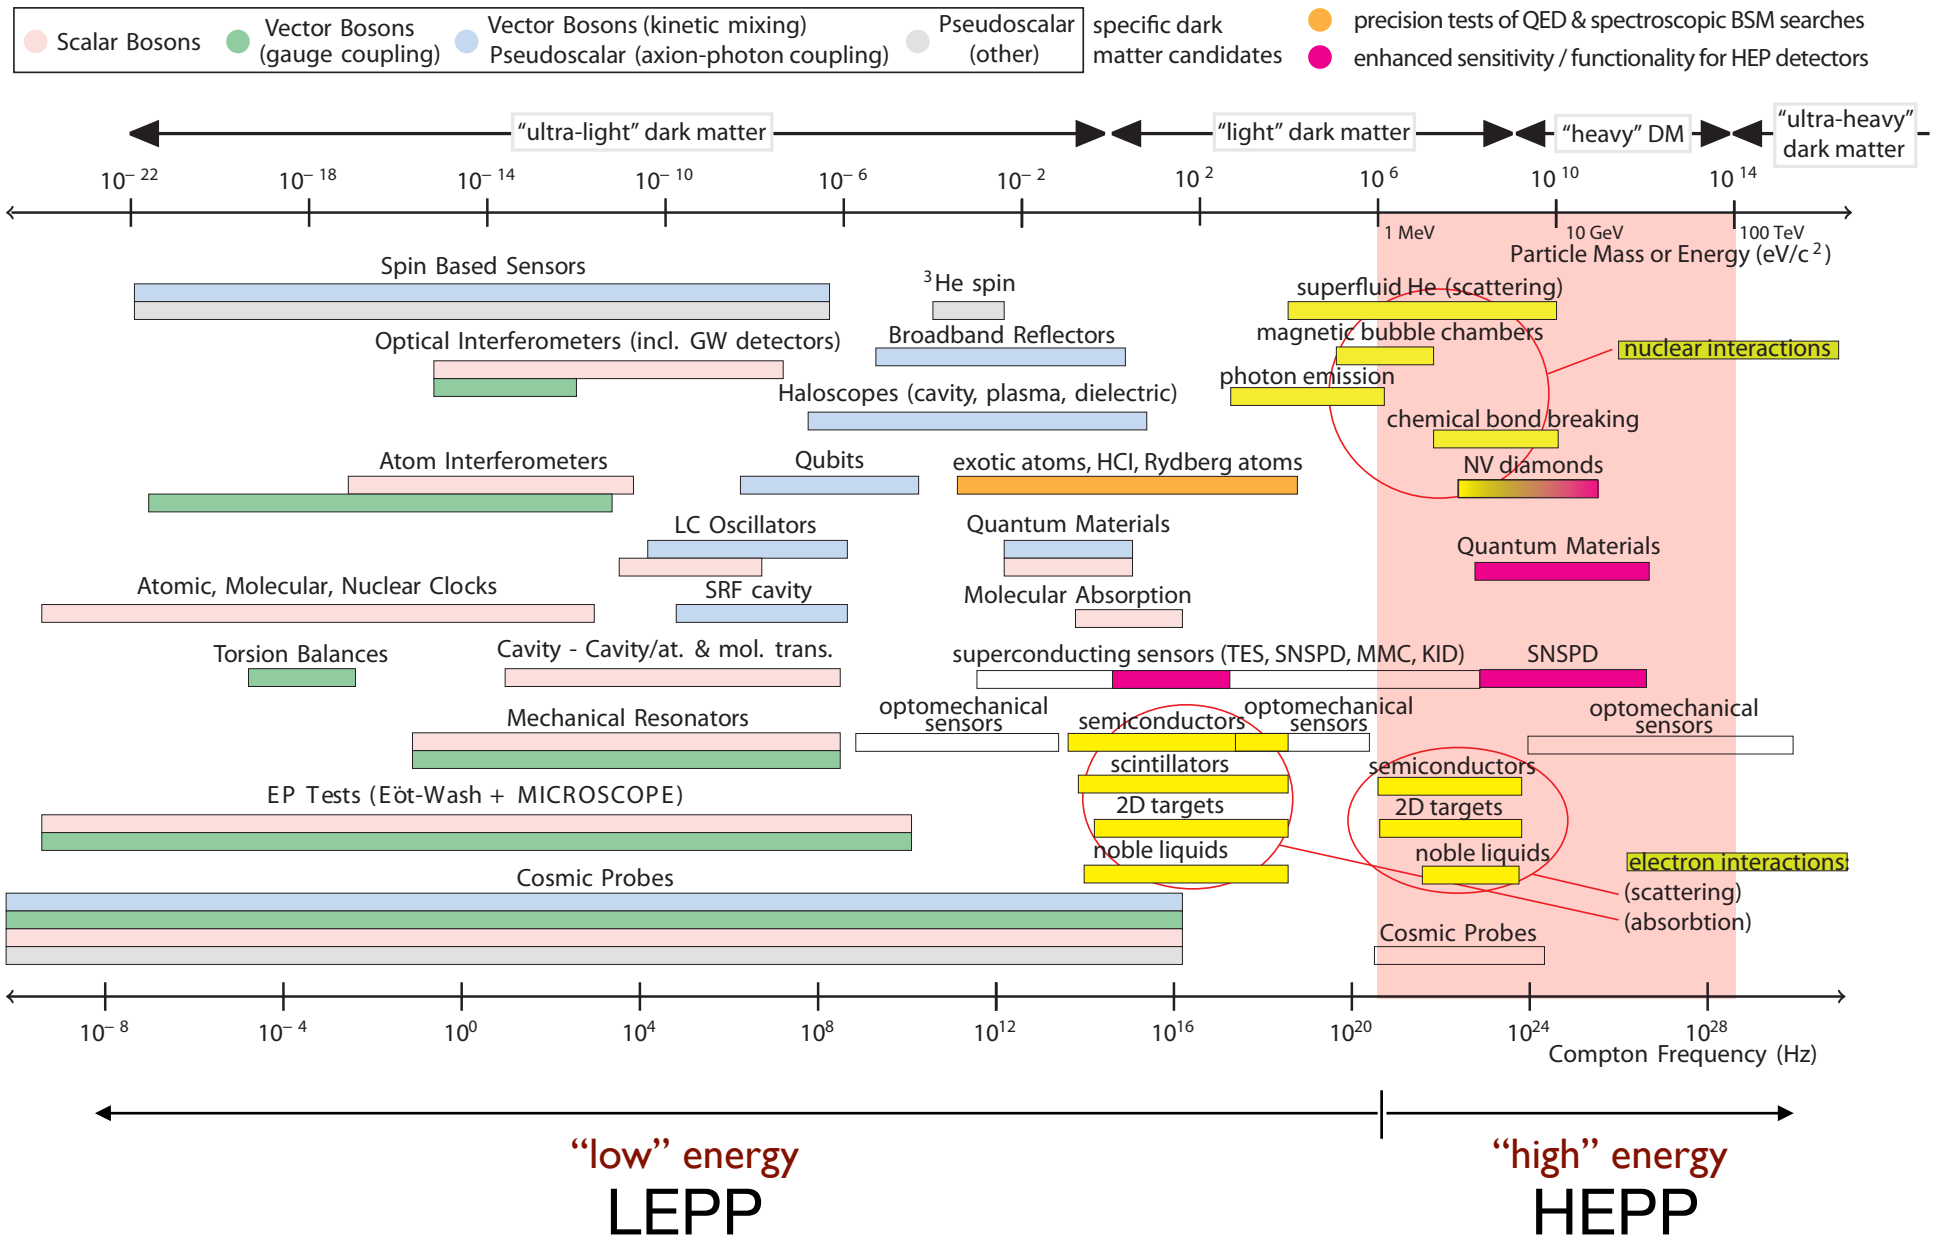 Scalar Bosons
Vector Bosons
(gauge coupling)
Vector Bosons (kinetic mixing)
Pseudoscalar (axion-photon coupling)
Pseudoscalar
(other)
specific dark
matter candidates
precision tests of QED & spectroscopic BSM searches
enhanced sensitivity / functionality for HEP detectors
“ultra-light” dark matter
“light” dark matter
“heavy” DM
“ultra-heavy”
dark matter
10⁻²² 10⁻¹⁸ 10⁻¹⁴ 10⁻¹⁰ 10⁻⁶ 10⁻² 10² 10⁶ 10¹⁰ 10¹⁴
1 MeV 10 GeV 100 TeV
Particle Mass or Energy (eV/c²)
Spin Based Sensors
³He spin
superfluid He (scattering)
Optical Interferometers (incl. GW detectors)
Broadband Reflectors
magnetic bubble chambers
nuclear interactions
photon emission
Haloscopes (cavity, plasma, dielectric)
chemical bond breaking
Atom Interferometers
Qubits
exotic atoms, HCI, Rydberg atoms
NV diamonds
LC Oscillators
Quantum Materials
Quantum Materials
Atomic, Molecular, Nuclear Clocks
SRF cavity
Molecular Absorption
Torsion Balances
Cavity - Cavity/at. & mol. trans.
superconducting sensors (TES, SNSPD, MMC, KID)
SNSPD
Mechanical Resonators
optomechanical
sensors
semiconductors
optomechanical
sensors
optomechanical
sensors
scintillators
semiconductors
EP Tests (Eöt-Wash + MICROSCOPE)
2D targets
2D targets
noble liquids
noble liquids
electron interactions:
(scattering)
(absorbtion)
Cosmic Probes
Cosmic Probes
10⁻⁸ 10⁻⁴ 10⁰ 10⁴ 10⁸ 10¹² 10¹⁶ 10²⁰ 10²⁴ 10²⁸
Compton Frequency (Hz)
“low” energy
LEPP
“high” energy
HEPP